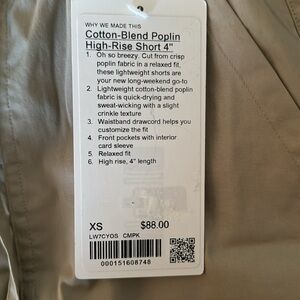 WHY WE MADE THIS
Cotton-Blend Poplin
High-Rise Short 4"
1. Oh so breezy. Cut from crisp
poplin fabric in a relaxed fit,
these lightweight shorts are
your new long-weekend go-to
2. Lightweight cotton-blend poplin
fabric is quick-drying and
sweat-wicking with a slight
crinkle texture
3. Waistband drawcord helps you
customize the fit
4. Front pockets with interior
card sleeve
5. Relaxed fit
6. High rise, 4" length
XS $88.00
LW7CYOS CMPK
000151608748